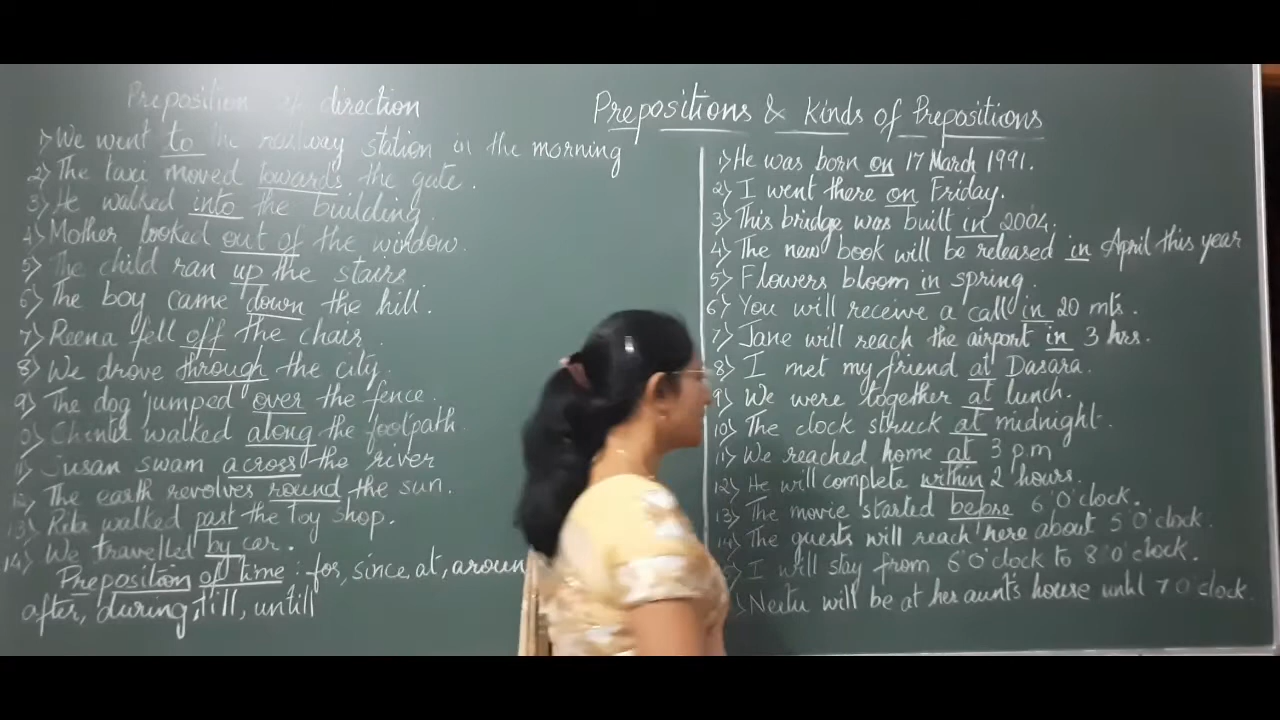 Preposition of direction
1) We went to the railway station in the morning
2) The taxi moved towards the gate.
3) He walked into the building.
4) Mother looked out of the window.
5) The child ran up the stairs
6) The boy came down the hill.
7) Reena fell off the chair.
8) We drove through the city.
9) The dog jumped over the fence.
0) walked along the footpath.
11) Susan swam across the river
12) The earth revolves round the sun.
13) Rita walked past the toy shop.
14) We travelled by car.
Preposition of time: for, since, at, aroun
after, during, till, untill
Prepositions & Kinds of Prepositions
1) He was born on 17 March 1991.
2) I went there on Friday.
3) This bridge was built in 2004.
4) The new book will be released in April this year
5) Flowers bloom in spring.
6) You will receive a call in 20 mts.
7) Jane will reach the airport in 3 hrs.
8) I met my friend at Dasara.
9) We were together at lunch.
10) The clock struck at midnight.
11) We reached home at 3 p.m
12) He will complete within 2 hours.
13) The movie started before 6 'O' clock.
14) The guests will reach here about 5 'O' clock.
) I will stay from 6 'O' clock to 8 'O' clock.
) Neetu will be at her aunt's house until 7 O' clock.